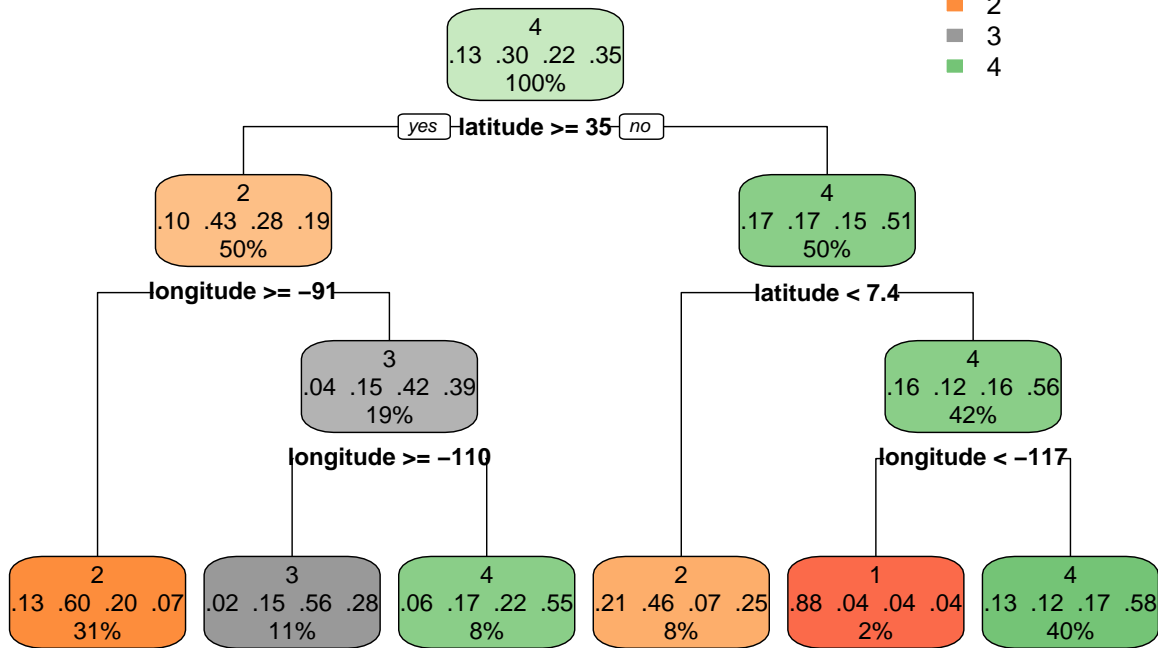 2
3
4
4
.13 .30 .22 .35
100%
yes latitude >= 35 no
2
.10 .43 .28 .19
50%
4
.17 .17 .15 .51
50%
longitude >= −91
latitude < 7.4
3
.04 .15 .42 .39
19%
4
.16 .12 .16 .56
42%
longitude >= −110
longitude < −117
2
.13 .60 .20 .07
31%
3
.02 .15 .56 .28
11%
4
.06 .17 .22 .55
8%
2
.21 .46 .07 .25
8%
1
.88 .04 .04 .04
2%
4
.13 .12 .17 .58
40%